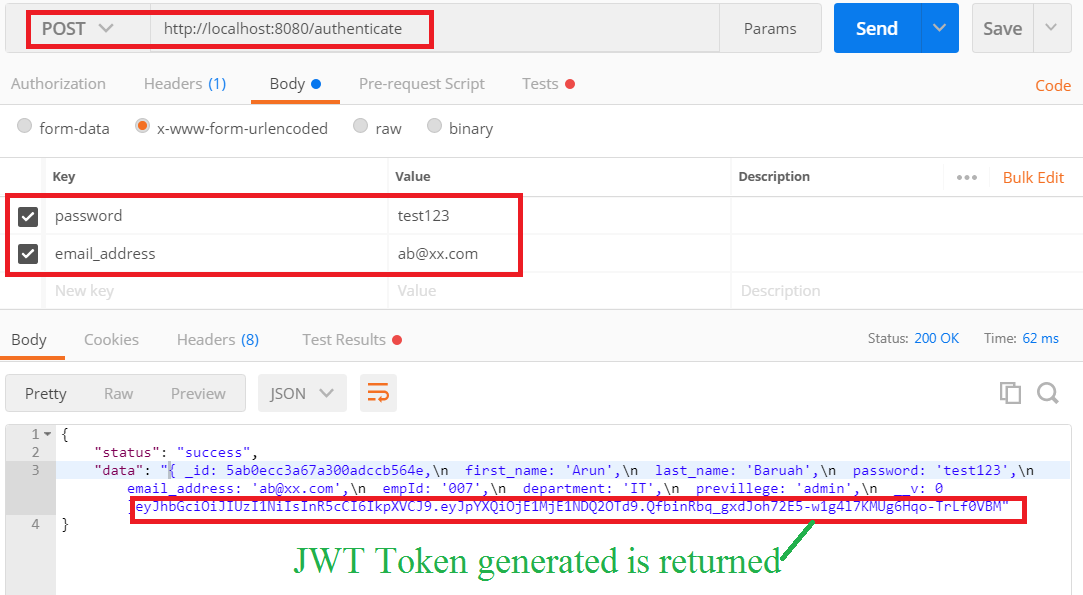 POST http://localhost:8080/authenticate Params Send Save
Authorization Headers (1) Body Pre-request Script Tests Code
form-data x-www-form-urlencoded raw binary
Key Value Description ••• Bulk Edit
password test123
email_address ab@xx.com
New key Value Description
Body Cookies Headers (8) Test Results Status: 200 OK Time: 62 ms
Pretty Raw Preview JSON
1 {
2 "status": "success",
3 "data": "{ _id: 5ab0ecc3a67a300adccb564e,\n  first_name: 'Arun',\n  last_name: 'Baruah',\n  password: 'test123',\n
email_address: 'ab@xx.com',\n  empId: '007',\n  department: 'IT',\n  previllege: 'admin',\n  __v: 0
eyJhbGciOiJIUzI1NiIsInR5cCI6IkpXVCJ9.eyJpYXQiOjE1MjE1NDQ2OTd9.QfbinRbq_gxdJoh72E5-w1g4l7KMUg6Hqo-TrLf0VBM"
4 }
JWT Token generated is returned